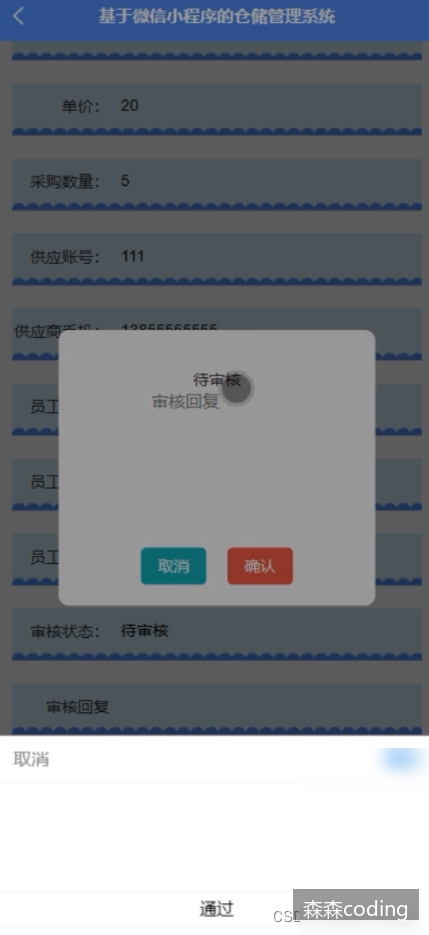 基于微信小程序的仓储管理系统
单价： 20
采购数量： 5
供应账号： 111
供应商手机： 13855555555
待审核
审核回复
员工
员工
员工
取消 确认
审核状态： 待审核
审核回复
取消
通过
森森coding